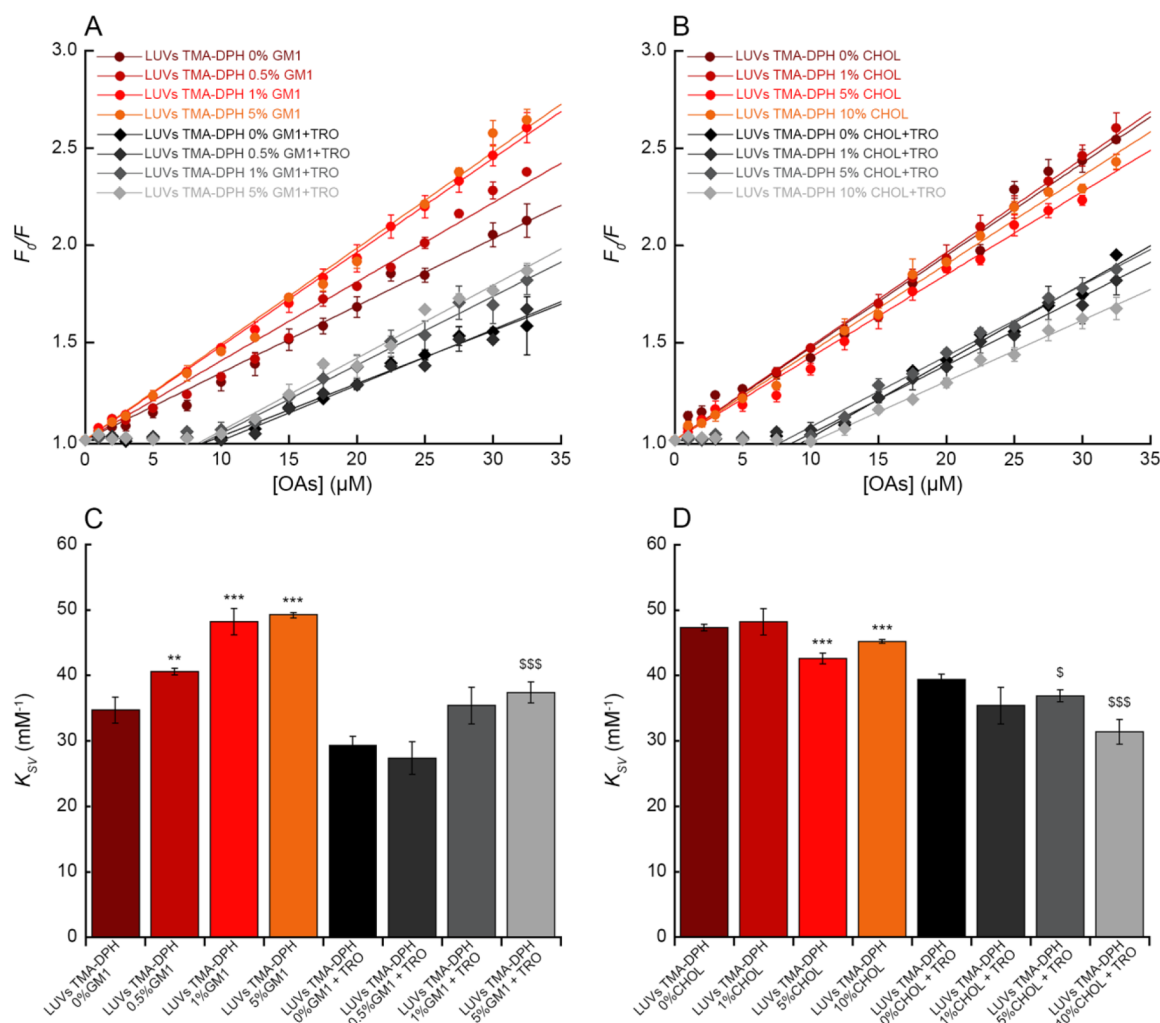 A
3.0
2.5
2.0
1.5
1.0
F0/F
LUVs TMA-DPH 0% GM1
LUVs TMA-DPH 0.5% GM1
LUVs TMA-DPH 1% GM1
LUVs TMA-DPH 5% GM1
LUVs TMA-DPH 0% GM1+TRO
LUVs TMA-DPH 0.5% GM1+TRO
LUVs TMA-DPH 1% GM1+TRO
LUVs TMA-DPH 5% GM1+TRO
0 5 10 15 20 25 30 35
[OAs] (µM)
B
3.0
2.5
2.0
1.5
1.0
F0/F
LUVs TMA-DPH 0% CHOL
LUVs TMA-DPH 1% CHOL
LUVs TMA-DPH 5% CHOL
LUVs TMA-DPH 10% CHOL
LUVs TMA-DPH 0% CHOL+TRO
LUVs TMA-DPH 1% CHOL+TRO
LUVs TMA-DPH 5% CHOL+TRO
LUVs TMA-DPH 10% CHOL+TRO
0 5 10 15 20 25 30 35
[OAs] (µM)
C
60
50
40
30
20
10
0
KSV (mM-1)
**
***
***
$$$
LUVs TMA-DPH
0%GM1
LUVs TMA-DPH
0.5%GM1
LUVs TMA-DPH
1%GM1
LUVs TMA-DPH
5%GM1
LUVs TMA-DPH
0%GM1 + TRO
LUVs TMA-DPH
0.5%GM1 + TRO
LUVs TMA-DPH
1%GM1 + TRO
LUVs TMA-DPH
5%GM1 + TRO
D
60
50
40
30
20
10
0
KSV (mM-1)
***
***
$
$$$
LUVs TMA-DPH
0%CHOL
LUVs TMA-DPH
1%CHOL
LUVs TMA-DPH
5%CHOL
LUVs TMA-DPH
10%CHOL
LUVs TMA-DPH
0%CHOL + TRO
LUVs TMA-DPH
1%CHOL + TRO
LUVs TMA-DPH
5%CHOL + TRO
LUVs TMA-DPH
10%CHOL + TRO